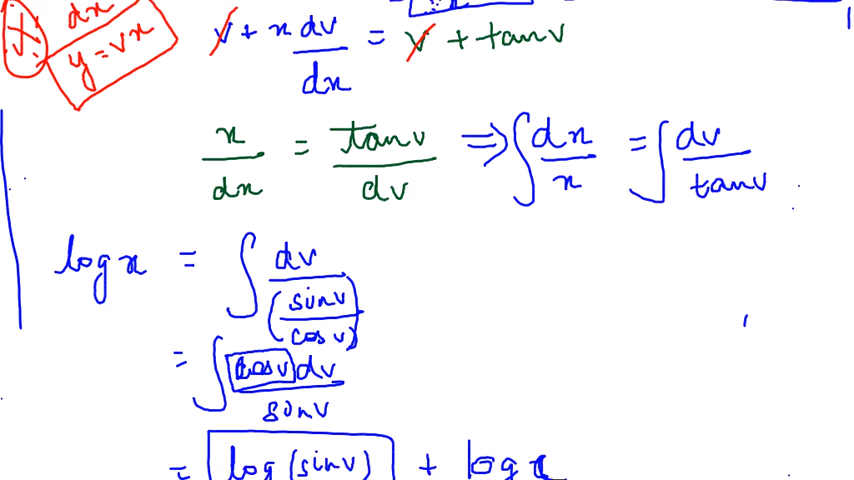 dx
y = vx
v + x dv/dx = v + tanv
x/dx = tanv/dv ⇒ ∫ dx/x = ∫ dv/tanv
log x = ∫ dv/(sinv/cosv)
= ∫ cosv dv/sinv
= log(sinv) + log c